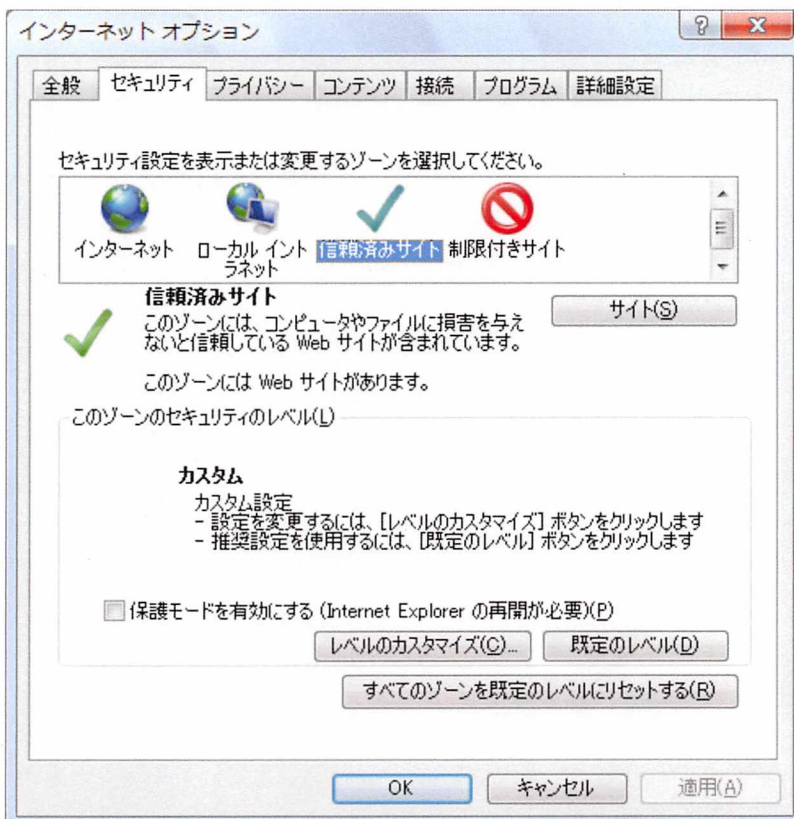 インターネット オプション
全般 セキュリティ プライバシー コンテンツ 接続 プログラム 詳細設定
セキュリティ設定を表示または変更するゾーンを選択してください。
インターネット ローカル イント 信頼済みサイト 制限付きサイト
ラネット
信頼済みサイト
サイト(S)
このゾーンには、コンピュータやファイルに損害を与え
ないと信頼している Web サイトが含まれています。
このゾーンには Web サイトがあります。
このゾーンのセキュリティのレベル(L)
カスタム
カスタム設定
- 設定を変更するには、[レベルのカスタマイズ] ボタンをクリックします
- 推奨設定を使用するには、[既定のレベル] ボタンをクリックします
保護モードを有効にする (Internet Explorer の再開が必要)(P)
レベルのカスタマイズ(C)... 既定のレベル(D)
すべてのゾーンを既定のレベルにリセットする(R)
OK キャンセル 適用(A)